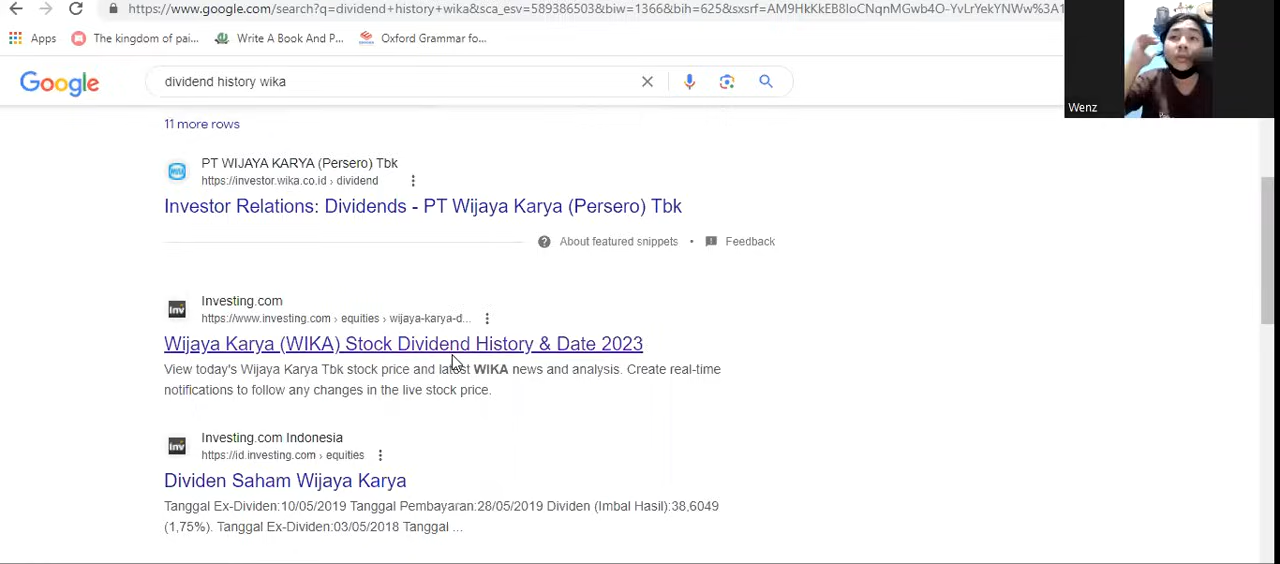 https://www.google.com/search?q=dividend+history+wika&sca_esv=589386503&biw=1366&bih=625&sxsrf=AM9HkKkEB8IoCNqnMGwb4O-YvLrYekYNWw%3A1
Apps The kingdom of pai... Write A Book And P... Oxford Grammar fo...
Google dividend history wika
Wenz
11 more rows
PT WIJAYA KARYA (Persero) Tbk
https://investor.wika.co.id › dividend
Investor Relations: Dividends - PT Wijaya Karya (Persero) Tbk
About featured snippets • Feedback
Inv Investing.com
https://www.investing.com › equities › wijaya-karya-d...
Wijaya Karya (WIKA) Stock Dividend History & Date 2023
View today's Wijaya Karya Tbk stock price and latest WIKA news and analysis. Create real-time
notifications to follow any changes in the live stock price.
Inv Investing.com Indonesia
https://id.investing.com › equities
Dividen Saham Wijaya Karya
Tanggal Ex-Dividen:10/05/2019 Tanggal Pembayaran:28/05/2019 Dividen (Imbal Hasil):38,6049
(1,75%). Tanggal Ex-Dividen:03/05/2018 Tanggal ...